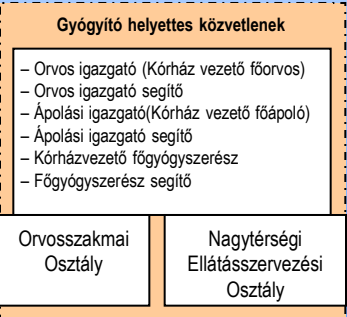 Gyógyító helyettes közvetlenek
– Orvos igazgató (Kórház vezető főorvos)
– Orvos igazgató segítő
– Ápolási igazgató(Kórház vezető főápoló)
– Ápolási igazgató segítő
– Kórházvezető főgyógyszerész
– Főgyógyszerész segítő
Orvosszakmai
Osztály
Nagytérségi
Ellátásszervezési
Osztály